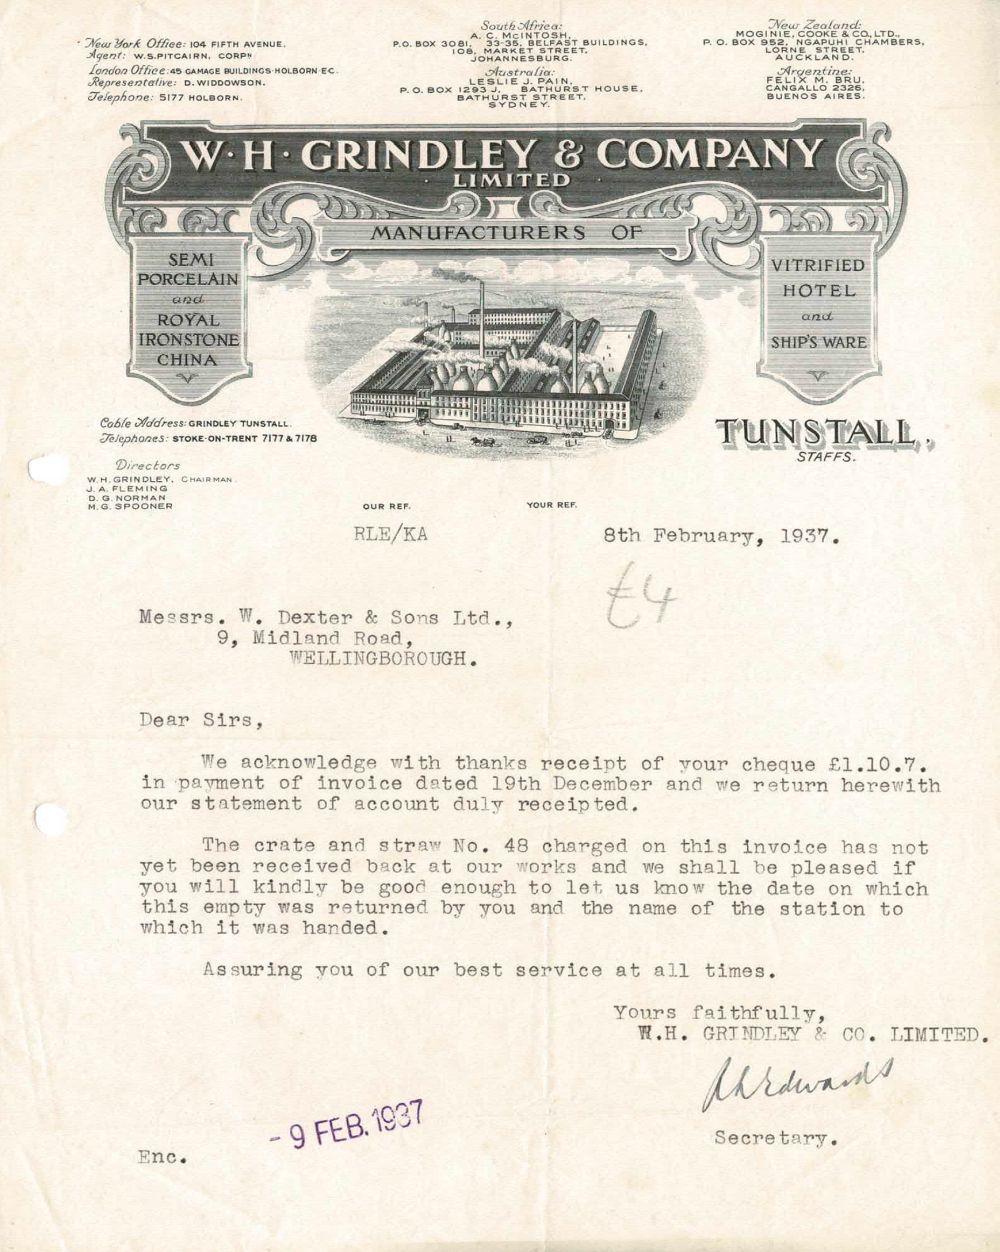 New York Office: 104 FIFTH AVENUE.
Agent: W.S. PITCAIRN, CORPN
London Office: 45 GAMAGE BUILDINGS·HOLBORN·EC.
Representative: D. WIDDOWSON.
Telephone: 5177 HOLBORN.
South Africa:
A. C. McINTOSH,
P.O. BOX 3081, 33-35, BELFAST BUILDINGS,
108, MARKET STREET,
JOHANNESBURG.
Australia:
LESLIE J. PAIN,
P.O. BOX 1293 J, BATHURST HOUSE,
BATHURST STREET,
SYDNEY.
New Zealand:
MOGINIE, COOKE & CO., LTD.,
P. O. BOX 952, NGAPUHI CHAMBERS,
LORNE STREET,
AUCKLAND.
Argentine:
FELIX M. BRU,
CANGALLO 2326,
BUENOS AIRES.
W·H·GRINDLEY & COMPANY
LIMITED
MANUFACTURERS OF
SEMI
PORCELAIN
and
ROYAL
IRONSTONE
CHINA
VITRIFIED
HOTEL
and
SHIP'S WARE
Cable Address: GRINDLEY TUNSTALL.
Telephones: STOKE-ON-TRENT 7177 & 7178
TUNSTALL,
STAFFS.
Directors
W. H. GRINDLEY, CHAIRMAN.
J. A. FLEMING
D. G. NORMAN
M. G. SPOONER
OUR REF. YOUR REF.
RLE/KA 8th February, 1937.
£4
Messrs. W. Dexter & Sons Ltd.,
9, Midland Road,
WELLINGBOROUGH.
Dear Sirs,
We acknowledge with thanks receipt of your cheque £1.10.7.
in payment of invoice dated 19th December and we return herewith
our statement of account duly receipted.
The crate and straw No. 48 charged on this invoice has not
yet been received back at our works and we shall be pleased if
you will kindly be good enough to let us know the date on which
this empty was returned by you and the name of the station to
which it was handed.
Assuring you of our best service at all times.
Yours faithfully,
W.H. GRINDLEY & CO. LIMITED.
R L Edwards
Secretary.
- 9 FEB. 1937
Enc.